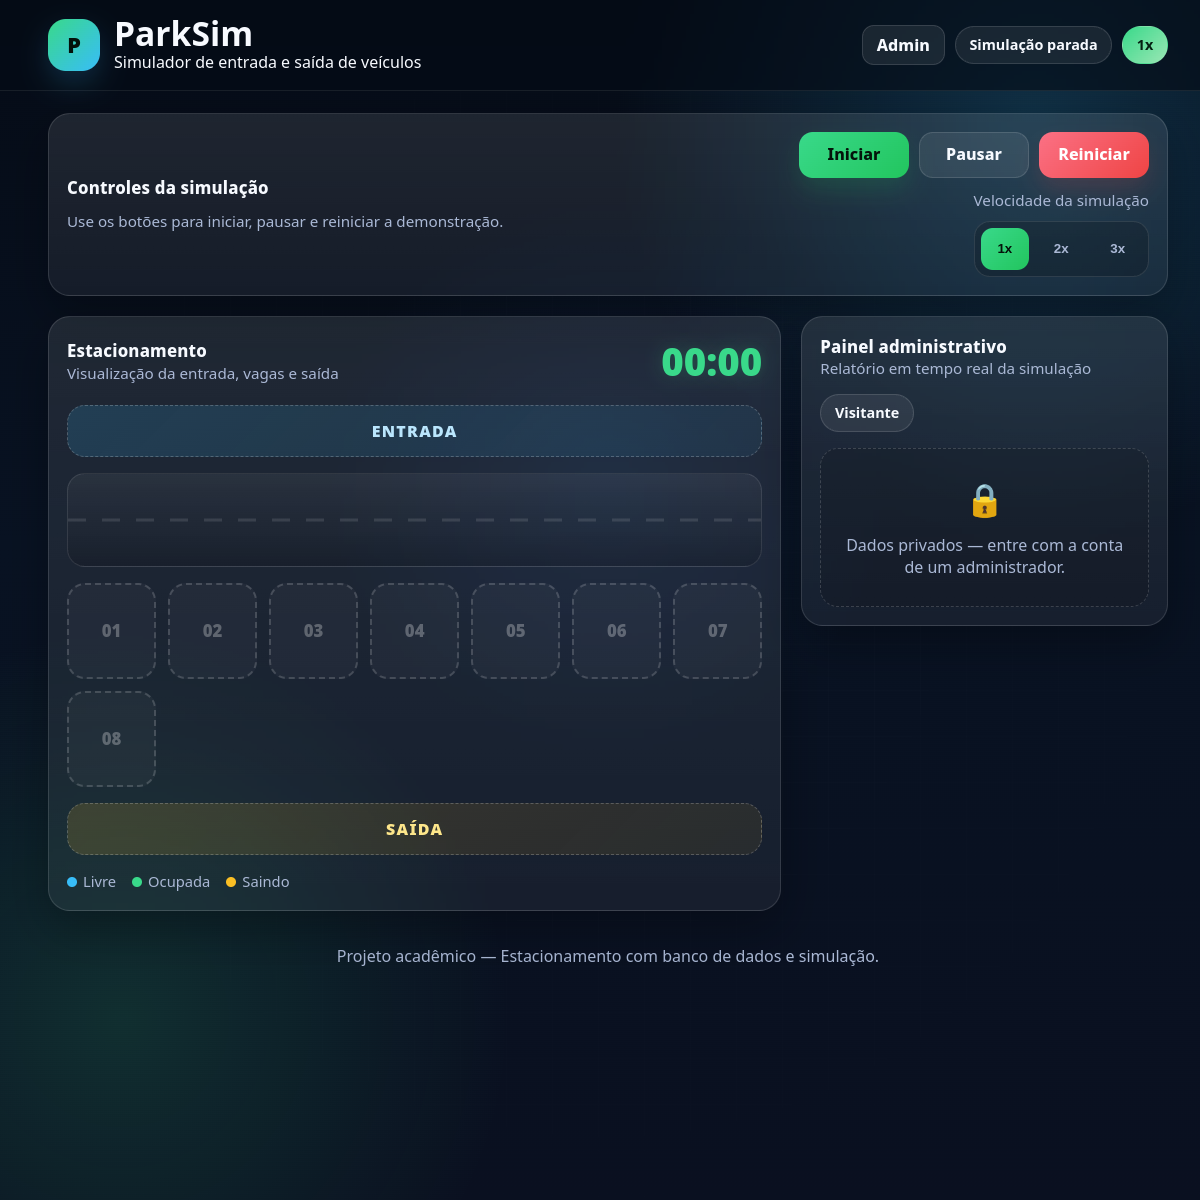 P
ParkSim
Simulador de entrada e saída de veículos
Admin
Simulação parada
1x
Controles da simulação
Use os botões para iniciar, pausar e reiniciar a demonstração.
Iniciar
Pausar
Reiniciar
Velocidade da simulação
1x
2x
3x
Estacionamento
Visualização da entrada, vagas e saída
00:00
ENTRADA
01
02
03
04
05
06
07
08
SAÍDA
Livre
Ocupada
Saindo
Painel administrativo
Relatório em tempo real da simulação
Visitante
Dados privados — entre com a conta
de um administrador.
Projeto acadêmico — Estacionamento com banco de dados e simulação.